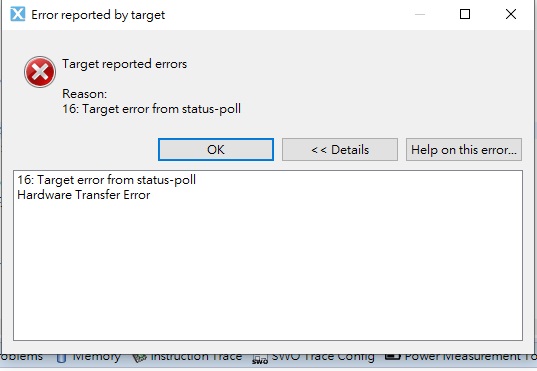 Error reported by target
Target reported errors
Reason:
16: Target error from status-poll
OK
<< Details
Help on this error...
16: Target error from status-poll
Hardware Transfer Error
oblems Memory Instruction Trace SWO SWO Trace Config Power Measurement To